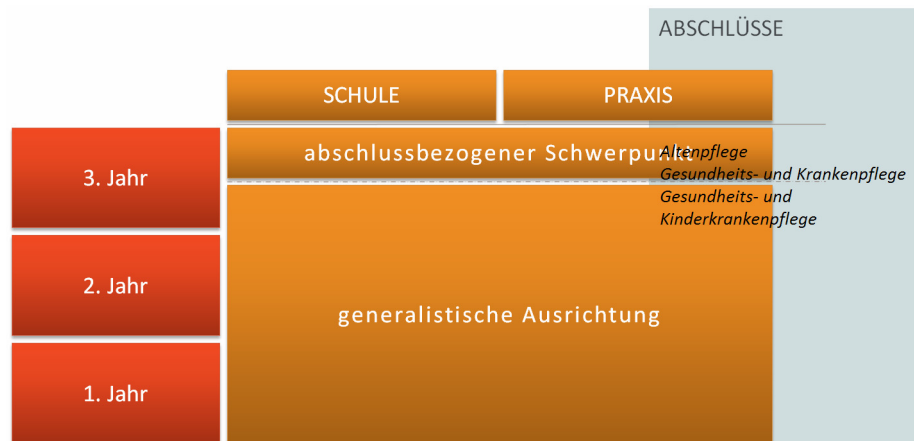 ABSCHLÜSSE
SCHULE
PRAXIS
3. Jahr
abschlussbezogener Schwerpunkt
Altenpflege
Gesundheits- und Krankenpflege
Gesundheits- und
Kinderkrankenpflege
2. Jahr
generalistische Ausrichtung
1. Jahr